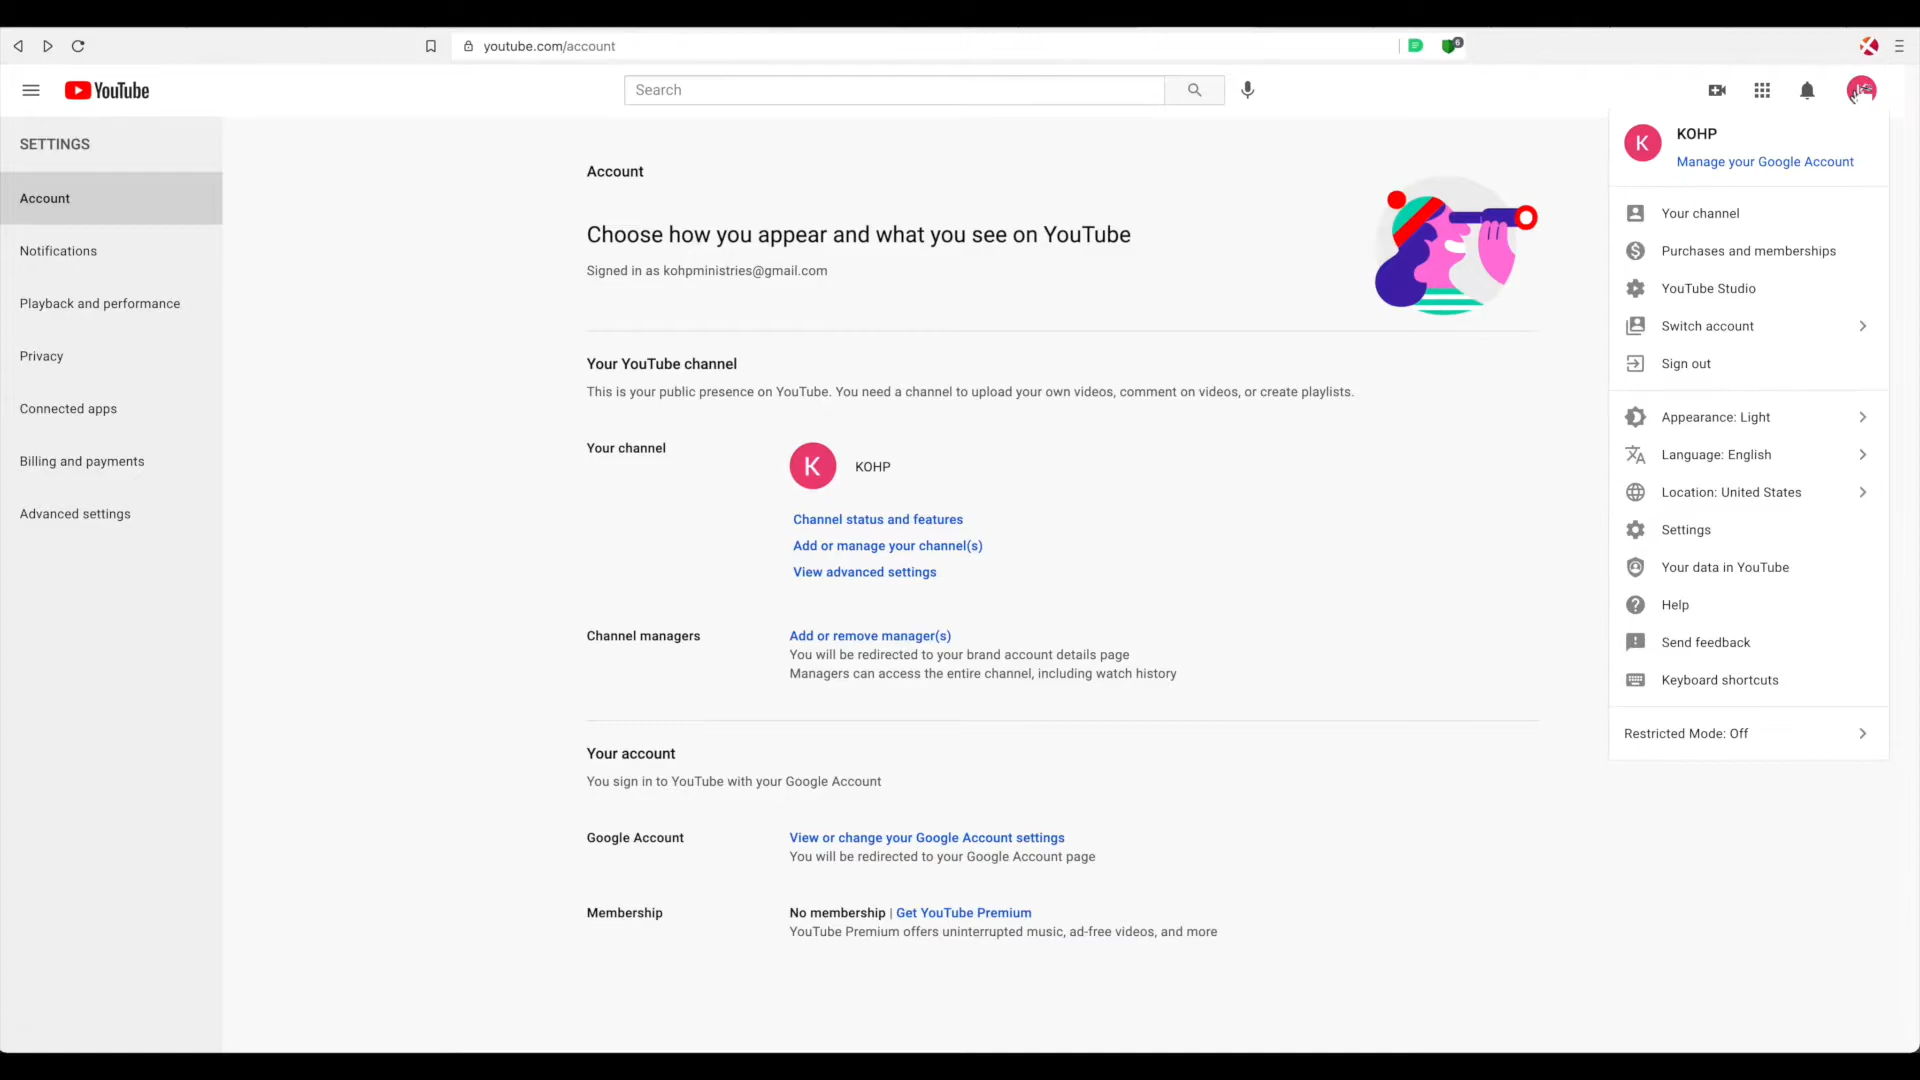 youtube.com/account
6
YouTube
Search
SETTINGS
Account
Notifications
Playback and performance
Privacy
Connected apps
Billing and payments
Advanced settings
Account
Choose how you appear and what you see on YouTube
Signed in as kohpministries@gmail.com
Your YouTube channel
This is your public presence on YouTube. You need a channel to upload your own videos, comment on videos, or create playlists.
Your channel
K
KOHP
Channel status and features
Add or manage your channel(s)
View advanced settings
Channel managers
Add or remove manager(s)
You will be redirected to your brand account details page
Managers can access the entire channel, including watch history
Your account
You sign in to YouTube with your Google Account
Google Account
View or change your Google Account settings
You will be redirected to your Google Account page
Membership
No membership | Get YouTube Premium
YouTube Premium offers uninterrupted music, ad-free videos, and more
K
KOHP
Manage your Google Account
Your channel
Purchases and memberships
YouTube Studio
Switch account
Sign out
Appearance: Light
Language: English
Location: United States
Settings
Your data in YouTube
Help
Send feedback
Keyboard shortcuts
Restricted Mode: Off